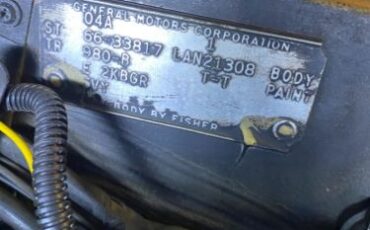 GENERAL MOTORS CORPORATION
04A 1
ST 66-33817 LAN21308 BODY
TR 980-R T-T PAINT
E 2KBGR
BODY BY FISHER